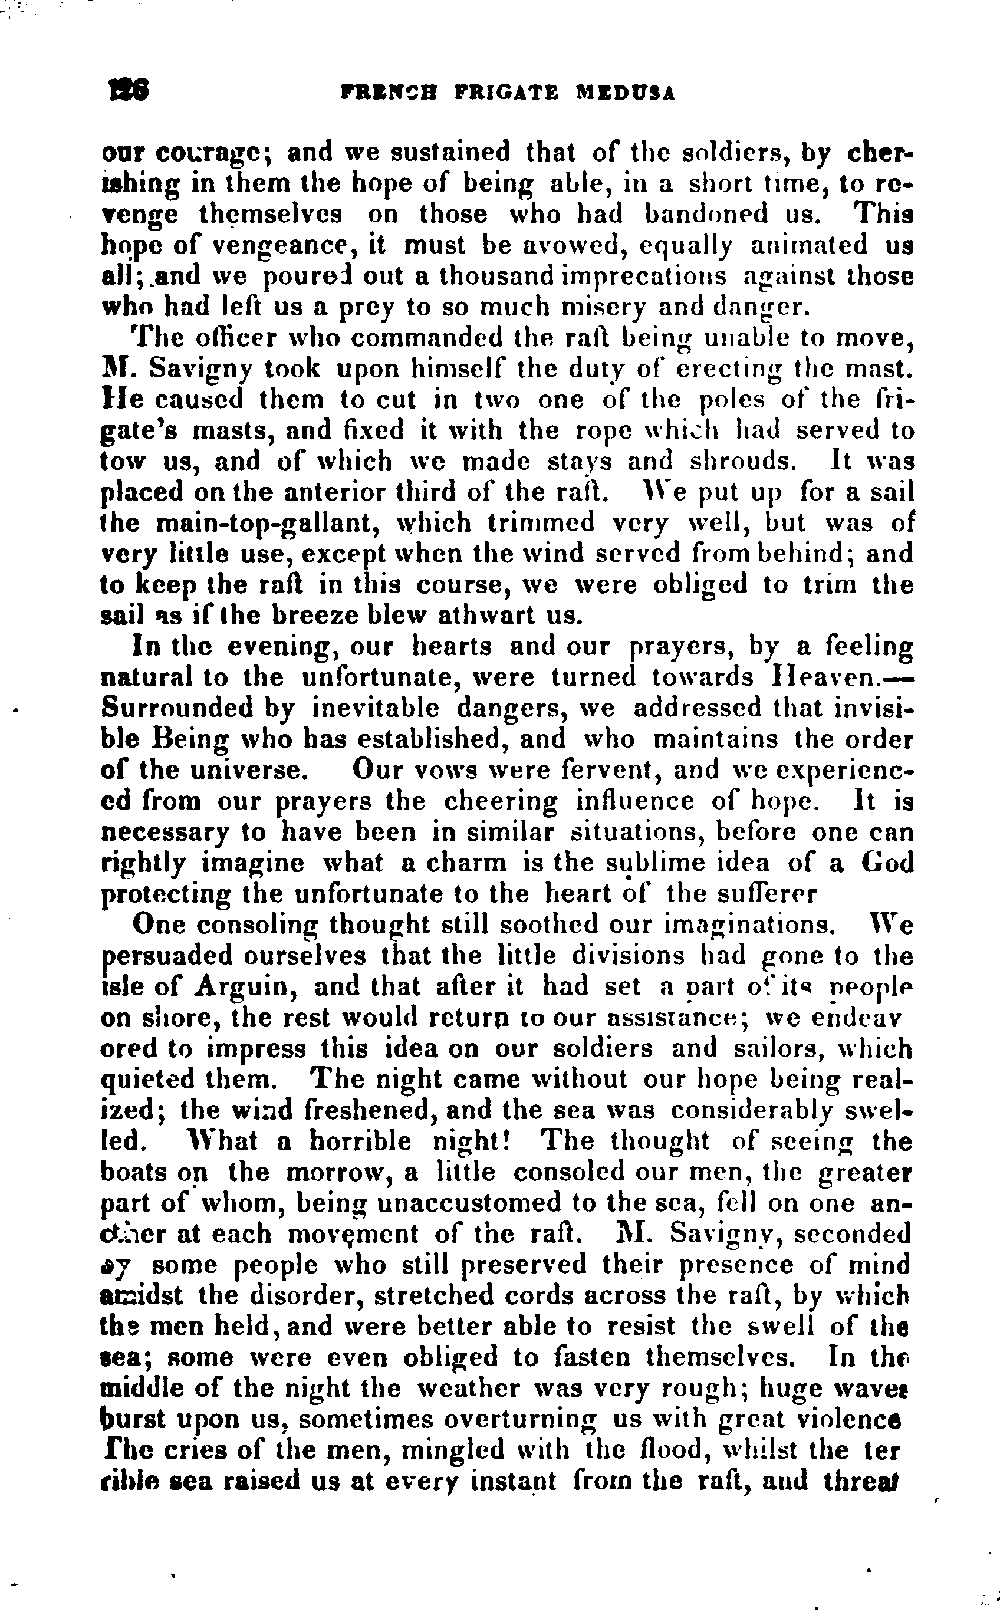 126 FRENCH FRIGATE MEDUSA
our courage; and we sustained that of the soldiers, by cher-
ishing in them the hope of being able, in a short time, to re-
venge themselves on those who had bandoned us. This
hope of vengeance, it must be avowed, equally animated us
all; and we poured out a thousand imprecations against those
who had left us a prey to so much misery and danger.
The officer who commanded the raft being unable to move,
M. Savigny took upon himself the duty of erecting the mast.
He caused them to cut in two one of the poles of the fri-
gate's masts, and fixed it with the rope which had served to
tow us, and of which we made stays and shrouds. It was
placed on the anterior third of the raft. We put up for a sail
the main-top-gallant, which trimmed very well, but was of
very little use, except when the wind served from behind; and
to keep the raft in this course, we were obliged to trim the
sail as if the breeze blew athwart us.
In the evening, our hearts and our prayers, by a feeling
natural to the unfortunate, were turned towards Heaven.—
Surrounded by inevitable dangers, we addressed that invisi-
ble Being who has established, and who maintains the order
of the universe. Our vows were fervent, and we experienc-
ed from our prayers the cheering influence of hope. It is
necessary to have been in similar situations, before one can
rightly imagine what a charm is the sublime idea of a God
protecting the unfortunate to the heart of the sufferer
One consoling thought still soothed our imaginations. We
persuaded ourselves that the little divisions had gone to the
isle of Arguin, and that after it had set a part of its people
on shore, the rest would return to our assistance; we endeav
ored to impress this idea on our soldiers and sailors, which
quieted them. The night came without our hope being real-
ized; the wind freshened, and the sea was considerably swel-
led. What a horrible night! The thought of seeing the
boats on the morrow, a little consoled our men, the greater
part of whom, being unaccustomed to the sea, fell on one an-
other at each movement of the raft. M. Savigny, seconded
by some people who still preserved their presence of mind
amidst the disorder, stretched cords across the raft, by which
the men held, and were better able to resist the swell of the
sea; some were even obliged to fasten themselves. In the
middle of the night the weather was very rough; huge waves
burst upon us, sometimes overturning us with great violence
The cries of the men, mingled with the flood, whilst the ter
rible sea raised us at every instant from the raft, and threat